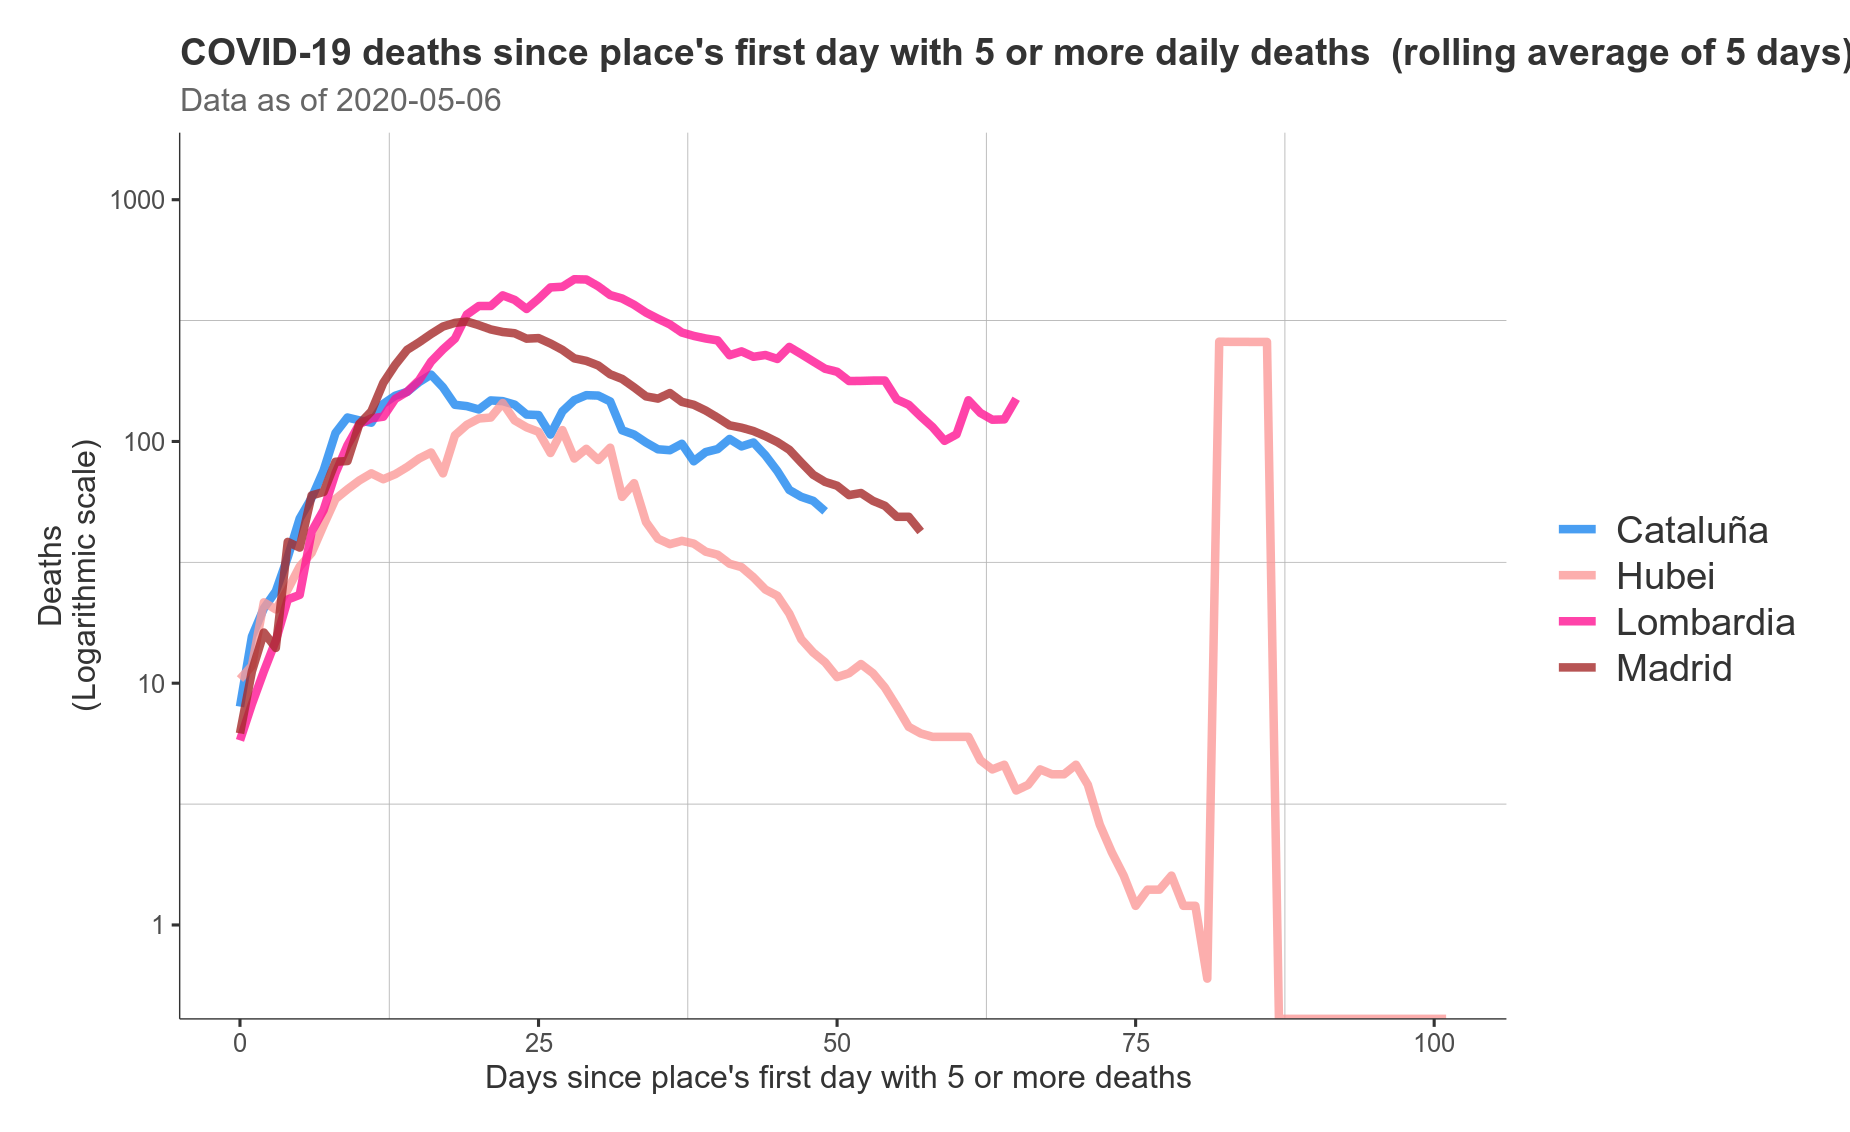 COVID-19 deaths since place's first day with 5 or more daily deaths  (rolling average of 5 days)
Data as of 2020-05-06
Deaths
(Logarithmic scale)
1000
100
10
1
0
25
50
75
100
Days since place's first day with 5 or more deaths
Cataluña
Hubei
Lombardia
Madrid